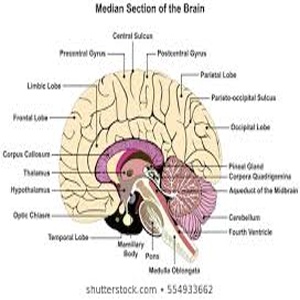 Median Section of the Brain
Central Sulcus
Precentral Gyrus
Postcentral Gyrus
Limbic Lobe
Parietal Lobe
Parieto-occipital Sulcus
Frontal Lobe
Occipital Lobe
Corpus Callosum
Thalamus
Hypothalamus
Optic Chiasm
Pineal Gland
Corpora Quadrigemina
Aqueduct of the Midbrain
Cerebellum
Fourth Ventricle
Temporal Lobe
Mamillary
Body
Pons
Medulla Oblongata
shutterstock.com • 554933662